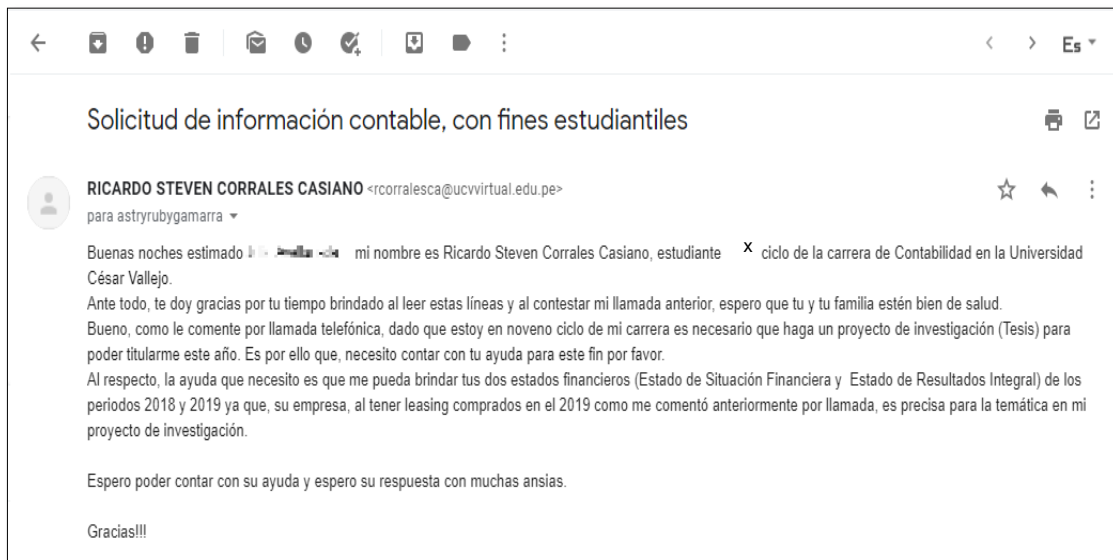 Es
Solicitud de información contable, con fines estudiantiles
RICARDO STEVEN CORRALES CASIANO <rcorralesca@ucvvirtual.edu.pe>
para astryrubygamarra
Buenas noches estimado mi nombre es Ricardo Steven Corrales Casiano, estudiante x ciclo de la carrera de Contabilidad en la Universidad
César Vallejo.
Ante todo, te doy gracias por tu tiempo brindado al leer estas líneas y al contestar mi llamada anterior, espero que tu y tu familia estén bien de salud.
Bueno, como le comente por llamada telefónica, dado que estoy en noveno ciclo de mi carrera es necesario que haga un proyecto de investigación (Tesis) para
poder titularme este año. Es por ello que, necesito contar con tu ayuda para este fin por favor.
Al respecto, la ayuda que necesito es que me pueda brindar tus dos estados financieros (Estado de Situación Financiera y Estado de Resultados Integral) de los
periodos 2018 y 2019 ya que, su empresa, al tener leasing comprados en el 2019 como me comentó anteriormente por llamada, es precisa para la temática en mi
proyecto de investigación.
Espero poder contar con su ayuda y espero su respuesta con muchas ansias.
Gracias!!!